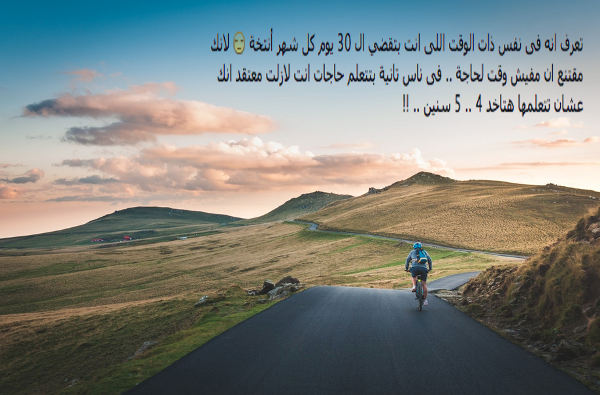 تعرف انه فى نفس ذات الوقت اللى انت بتقضي ال 30 يوم كل شهر أنتخة 😑 لانك
مقتنع ان مفيش وقت لحاجة .. فى ناس تانية بتتعلم حاجات انت لازلت معتقد انك
عشان تتعلمها هتاخد 4 .. 5 سنين .. !!